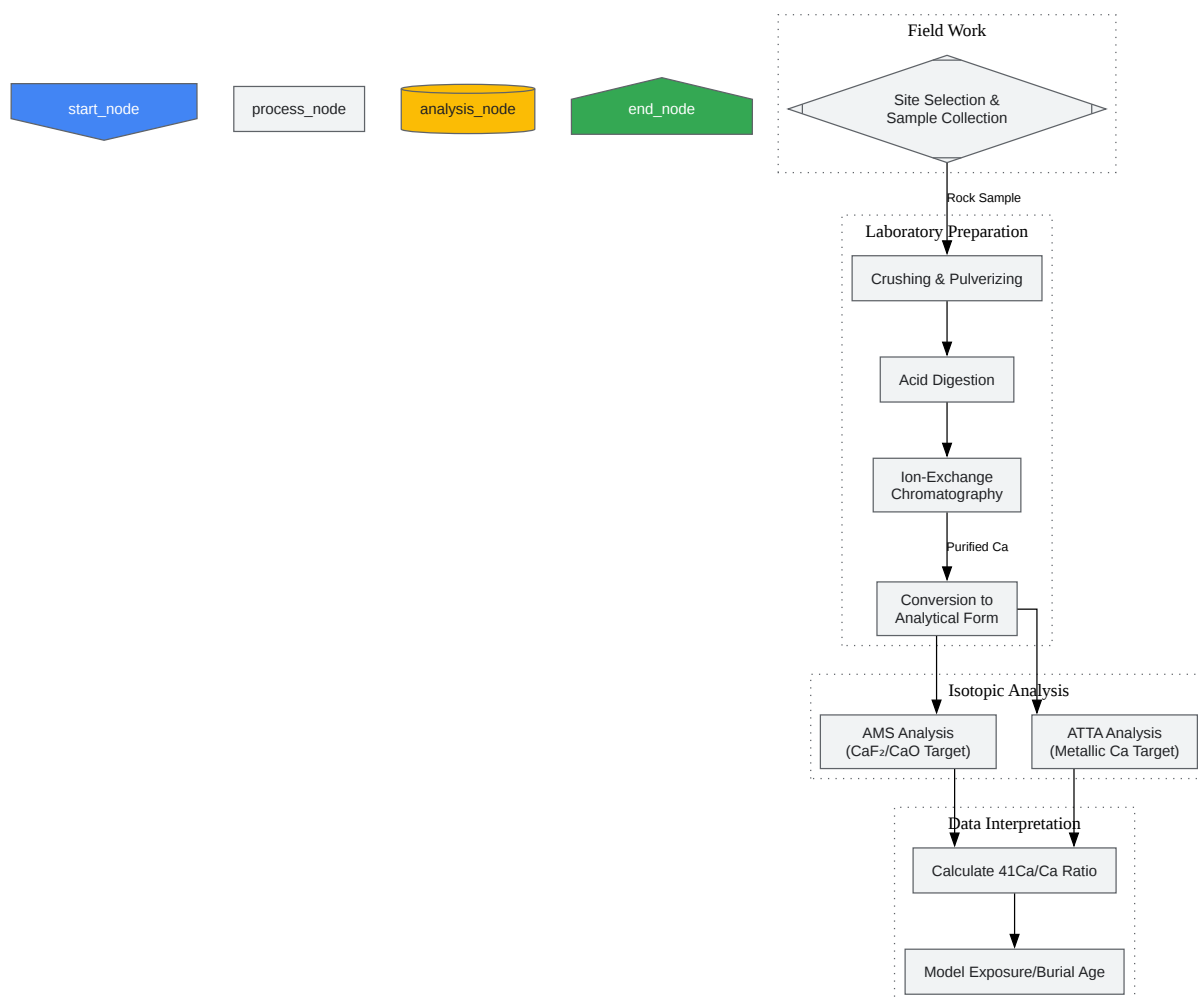 start_node
process_node
analysis_node
end_node
Field Work
Site Selection &
Sample Collection
Rock Sample
Laboratory Preparation
Crushing & Pulverizing
Acid Digestion
Ion-Exchange
Chromatography
Purified Ca
Conversion to
Analytical Form
Isotopic Analysis
AMS Analysis
(CaF₂/CaO Target)
ATTA Analysis
(Metallic Ca Target)
Data Interpretation
Calculate 41Ca/Ca Ratio
Model Exposure/Burial Age